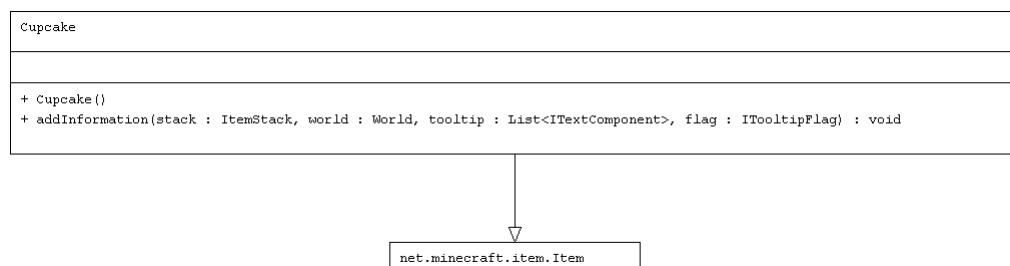 Cupcake
+ Cupcake()
+ addInformation(stack : ItemStack, world : World, tooltip : List<ITextComponent>, flag : ITooltipFlag) : void
net.minecraft.item.Item